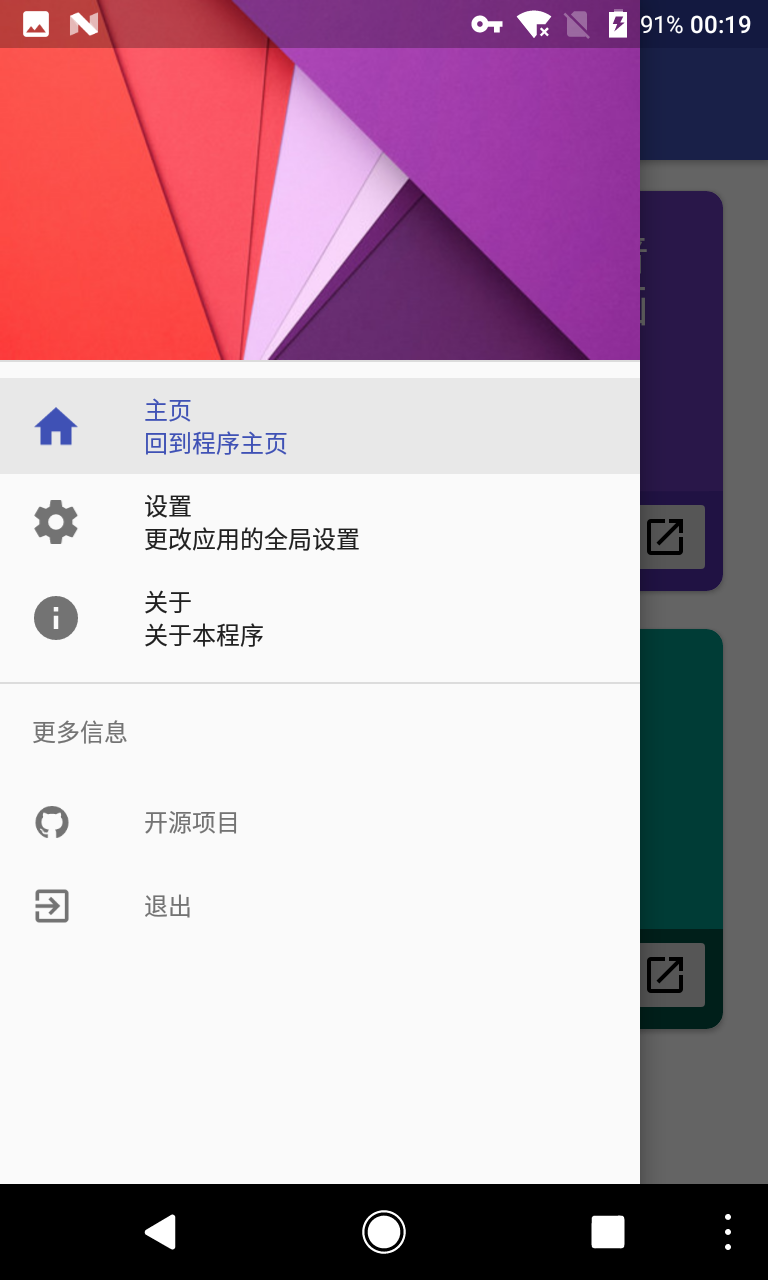 91% 00:19
主页
回到程序主页
设置
更改应用的全局设置
关于
关于本程序
更多信息
开源项目
退出